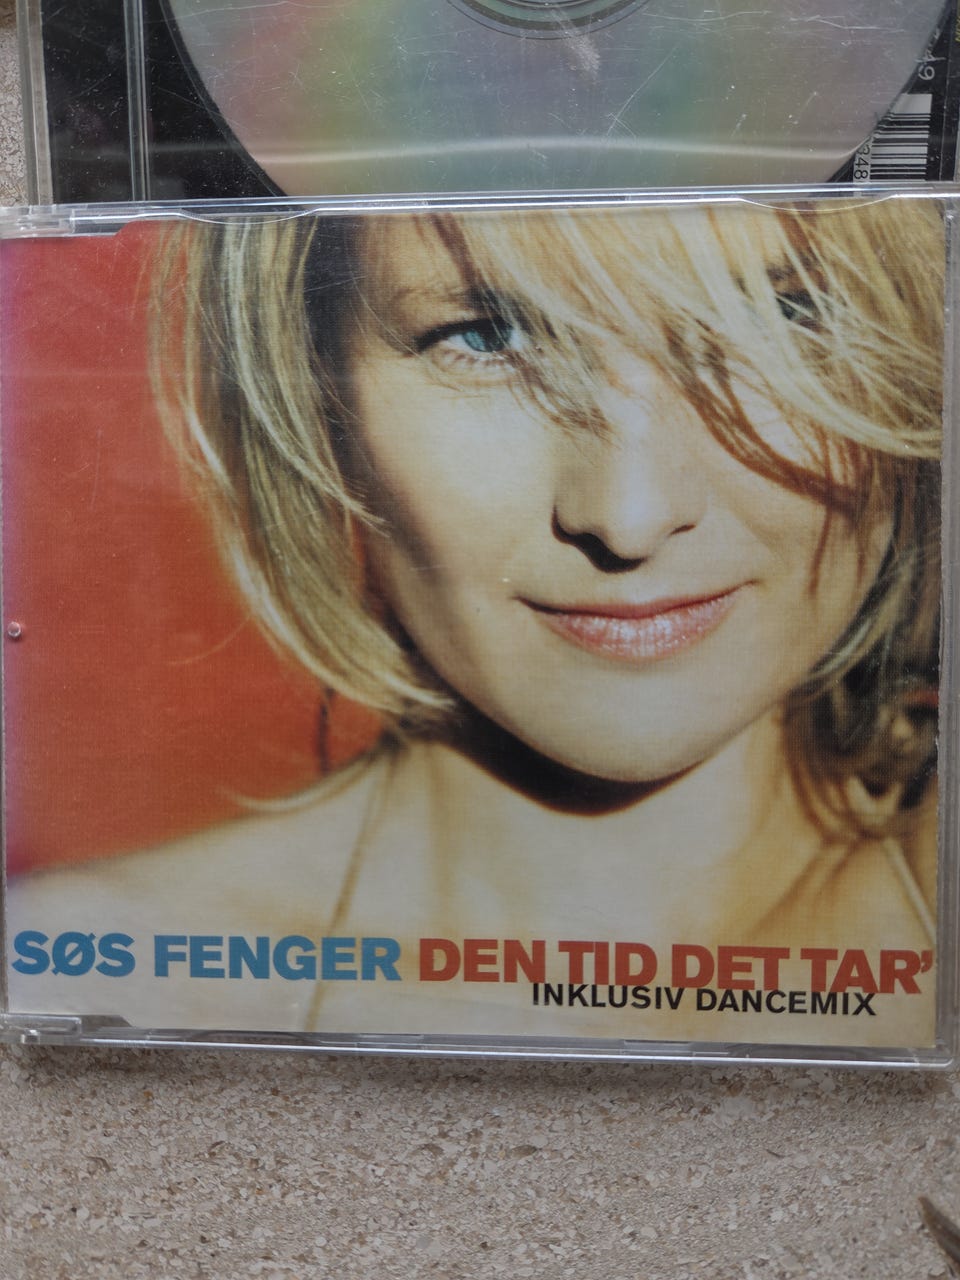 SØS FENGER DEN TID DET TAR'
INKLUSIV DANCEMIX